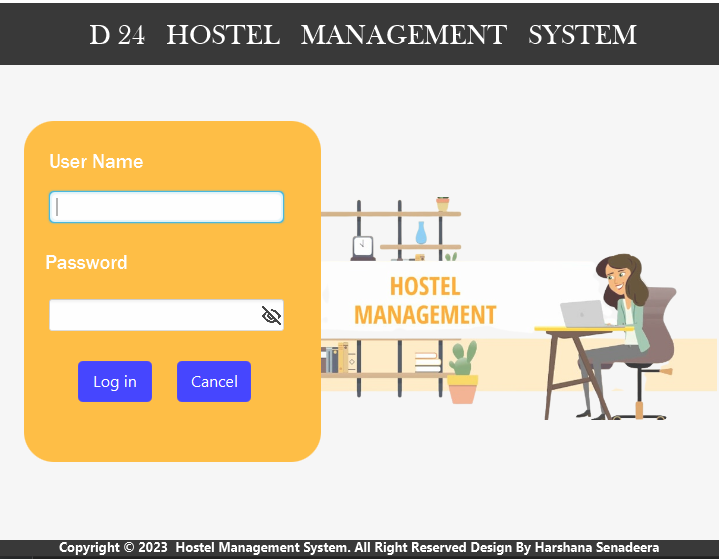 D 24 HOSTEL MANAGEMENT SYSTEM
User Name
Password
Log in Cancel
HOSTEL
MANAGEMENT
Copyright © 2023 Hostel Management System. All Right Reserved Design By Harshana Senadeera